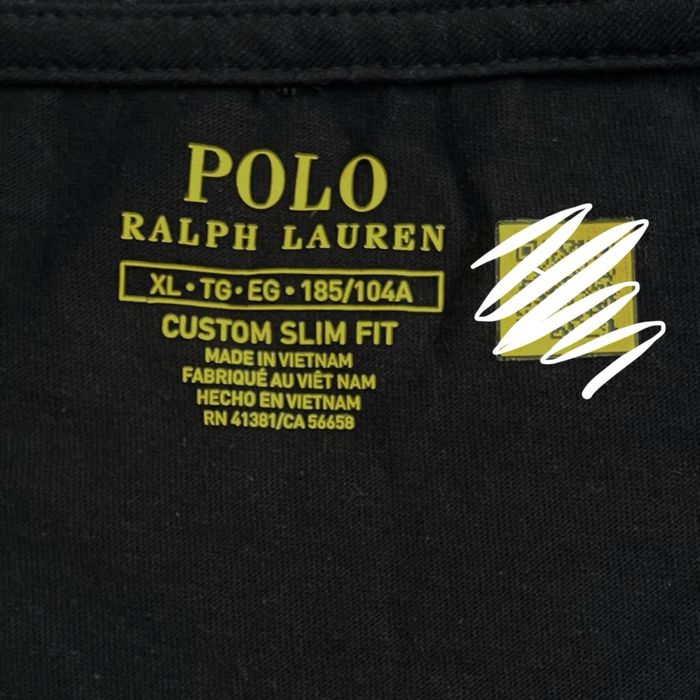 POLO
RALPH LAUREN
XL • TG • EG • 185/104A
CUSTOM SLIM FIT
MADE IN VIETNAM
FABRIQUÉ AU VIÊT NAM
HECHO EN VIETNAM
RN 41381/CA 56658